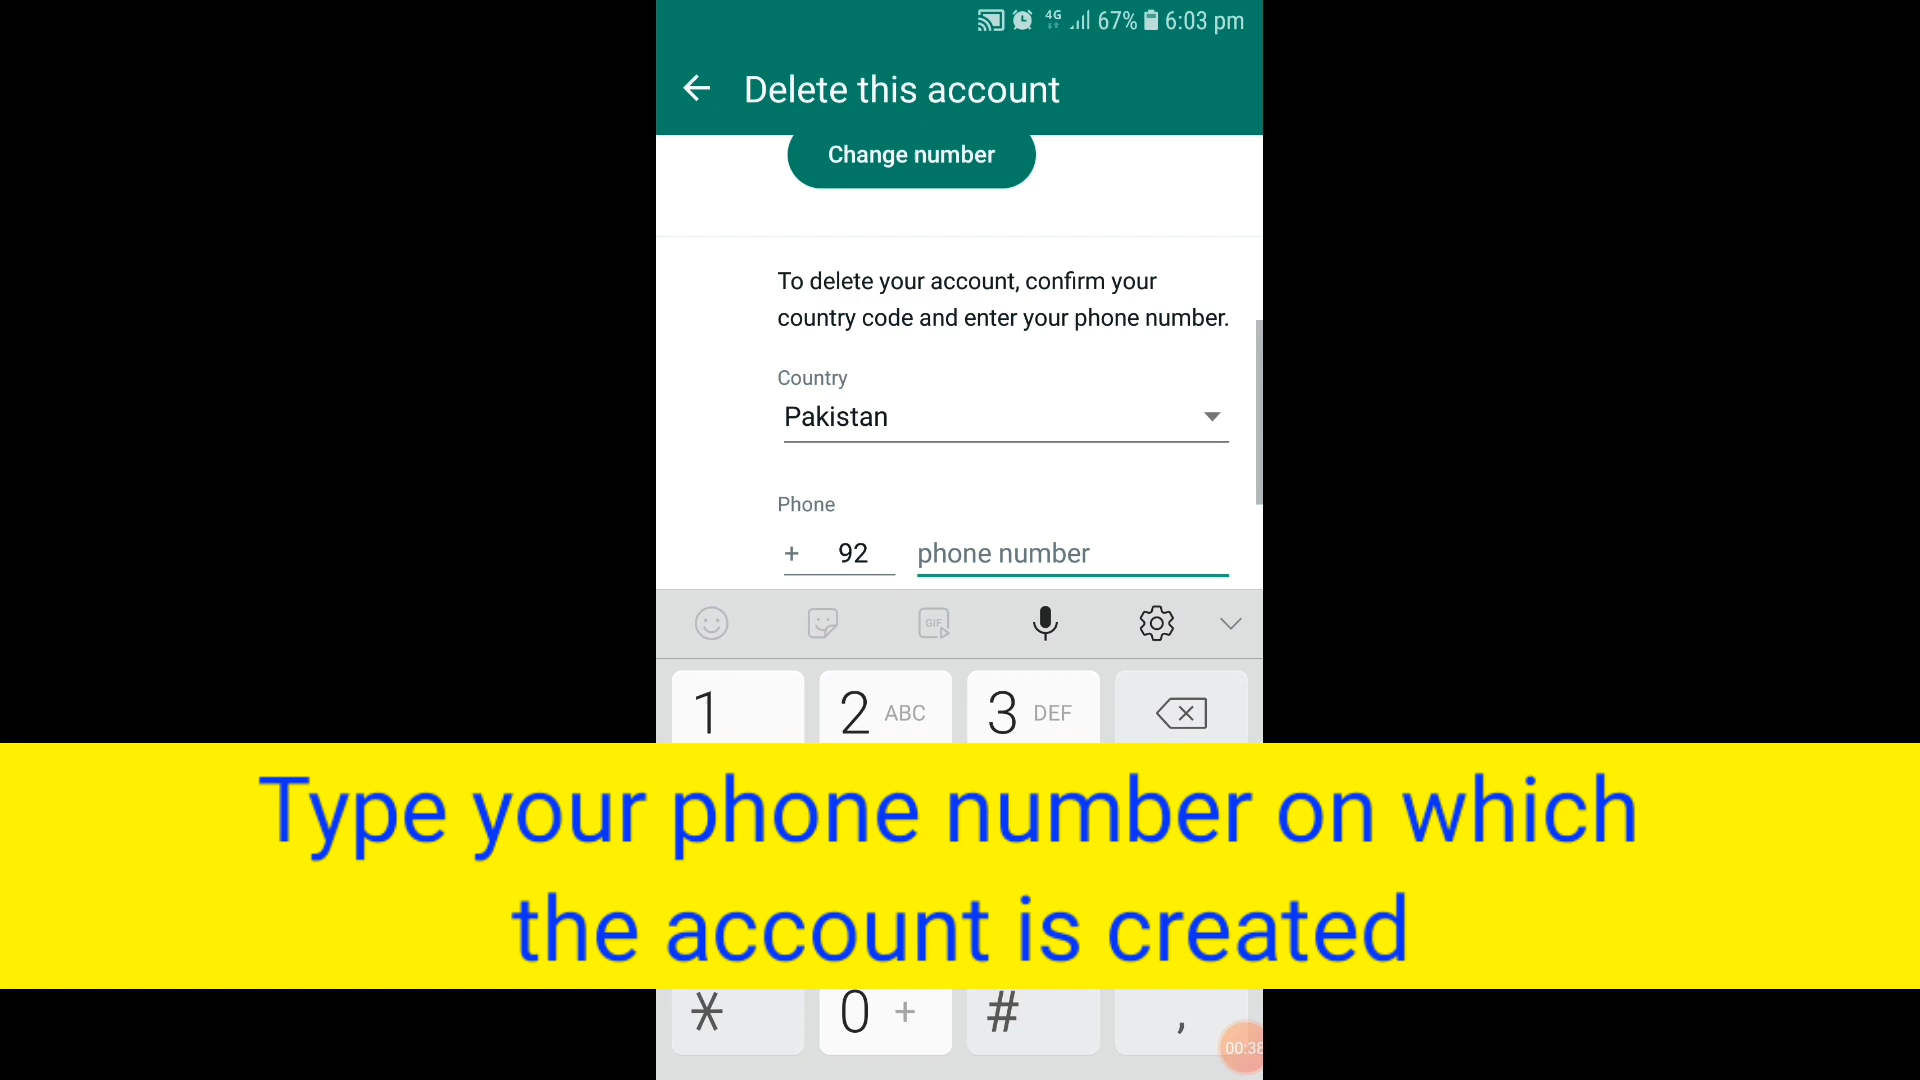 4G 67% 6:03 pm
Delete this account
Change number
To delete your account, confirm your
country code and enter your phone number.
Country
Pakistan
Phone
+ 92 phone number
GIF
1 2 ABC 3 DEF
Type your phone number on which
the account is created
* 0 + # ,
00:38